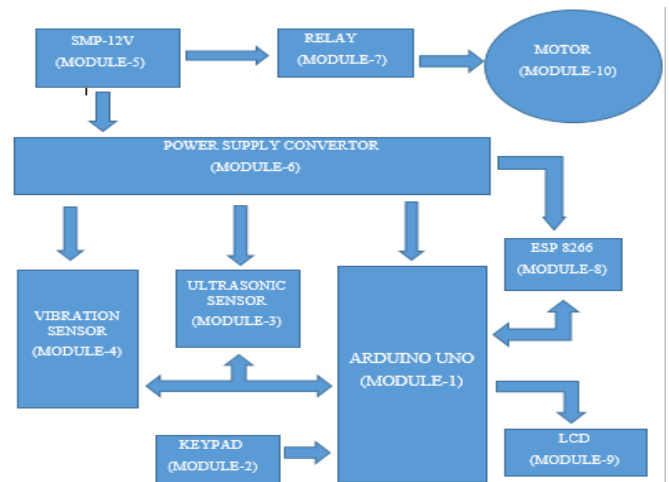 SMP-12V
(MODULE-5)
RELAY
(MODULE-7)
MOTOR
(MODULE-10)
POWER SUPPLY CONVERTOR
(MODULE-6)
ESP 8266
(MODULE-8)
VIBRATION
SENSOR
(MODULE-4)
ULTRASONIC
SENSOR
(MODULE-3)
ARDUINO UNO
(MODULE-1)
KEYPAD
(MODULE-2)
LCD
(MODULE-9)